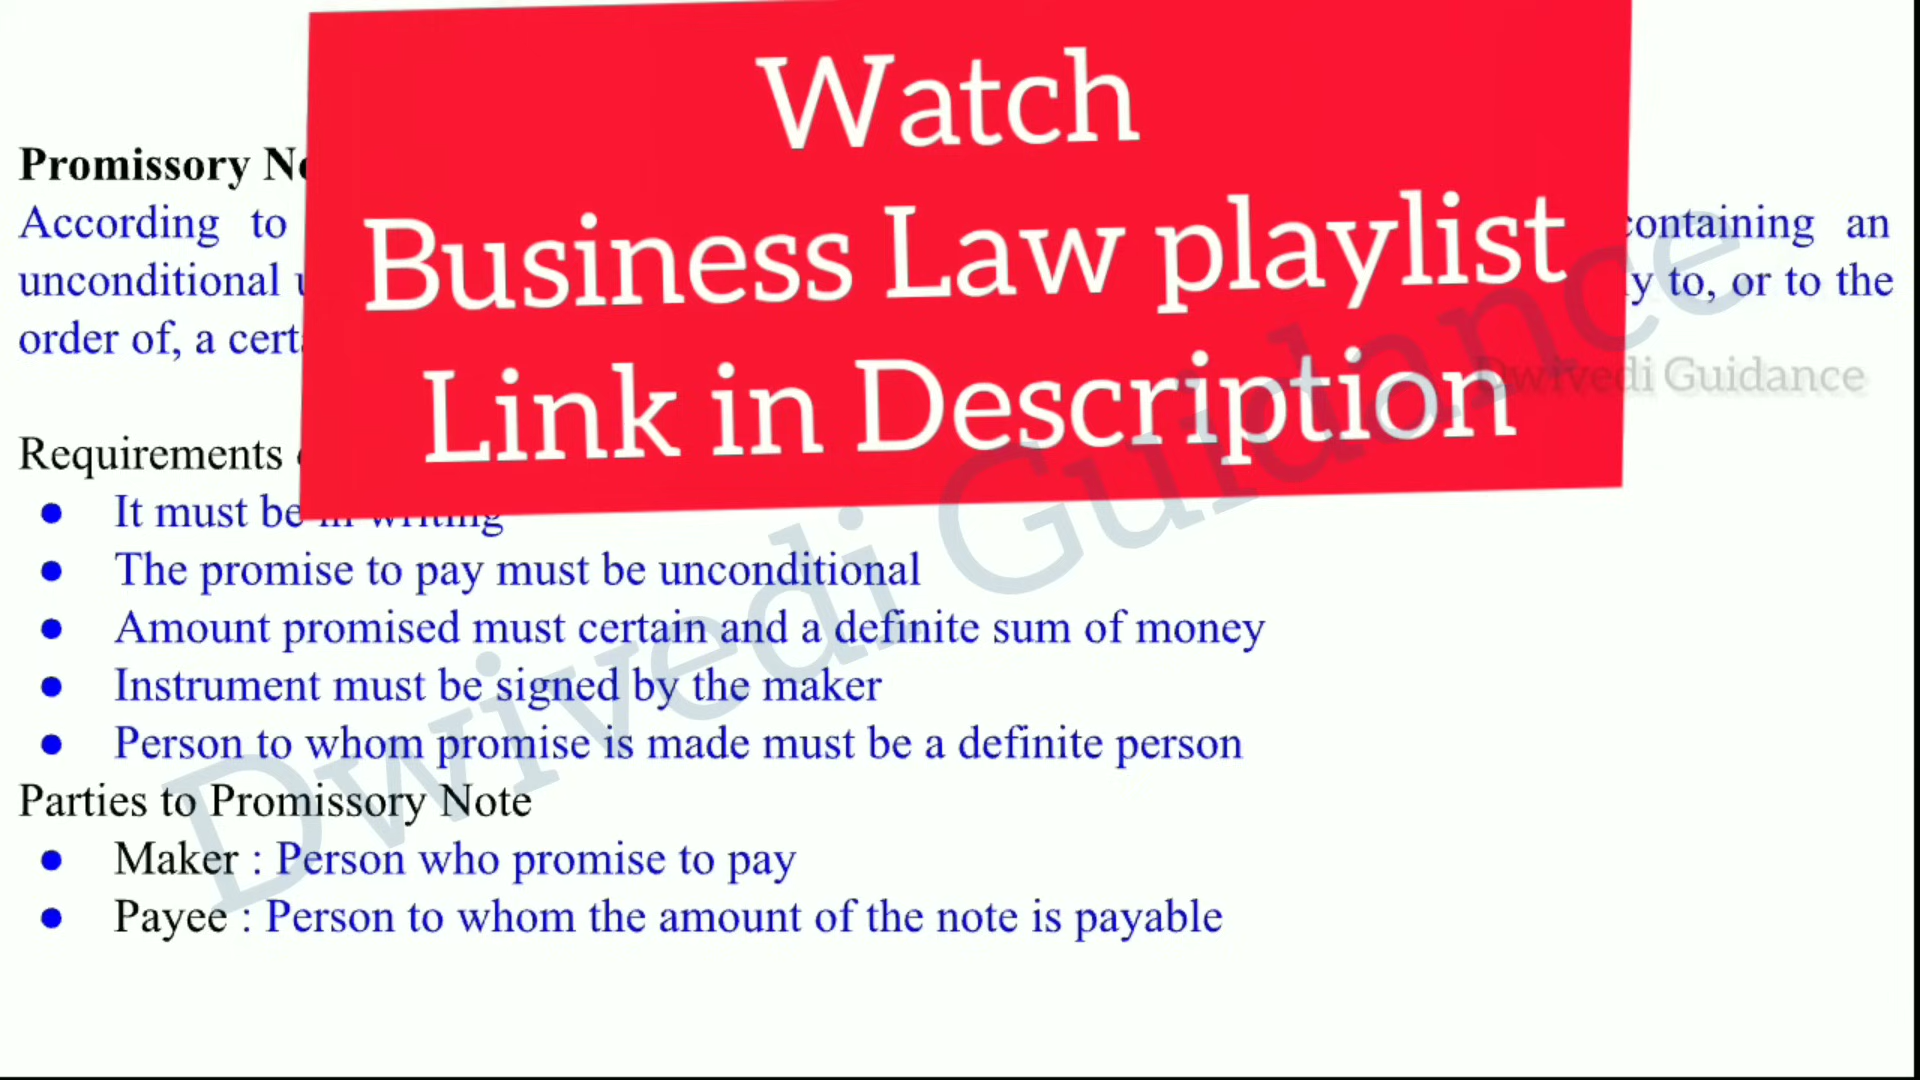 Watch
Business Law playlist
Link in Description
Promissory
According to containing an
unconditional to, or to the
order of, a
Dwivedi Guidance
Requirements
It must be in writing
The promise to pay must be unconditional
Amount promised must certain and a definite sum of money
Instrument must be signed by the maker
Person to whom promise is made must be a definite person
Parties to Promissory Note
Maker : Person who promise to pay
Payee : Person to whom the amount of the note is payable
Dwivedi Guidance